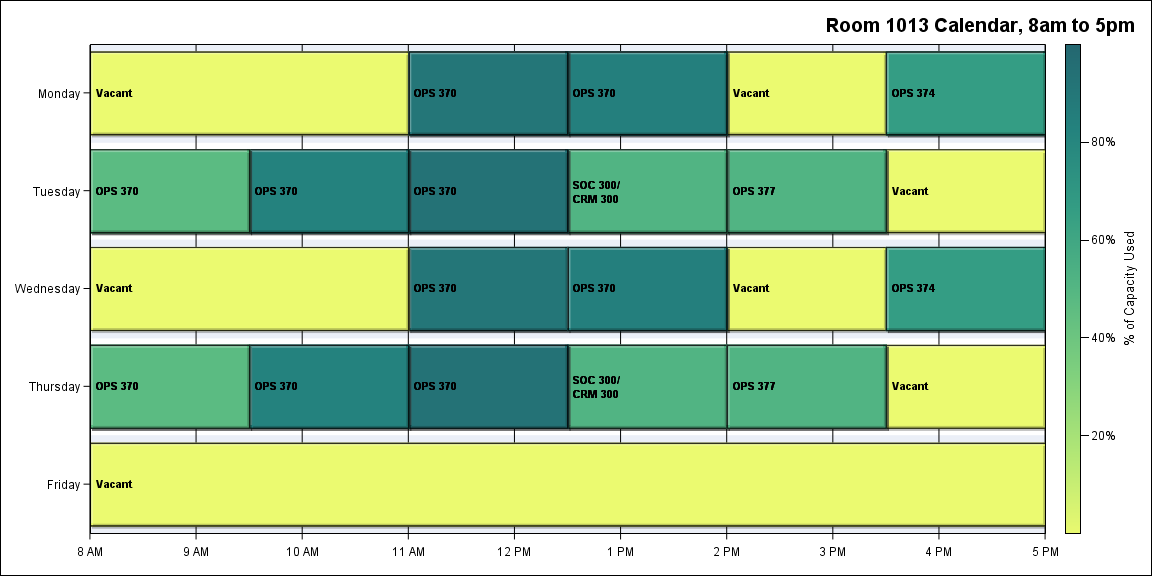 Room 1013 Calendar, 8am to 5pm
Monday
Vacant
OPS 370
OPS 370
Vacant
OPS 374
Tuesday
OPS 370
OPS 370
OPS 370
SOC 300/
CRM 300
OPS 377
Vacant
Wednesday
Vacant
OPS 370
OPS 370
Vacant
OPS 374
Thursday
OPS 370
OPS 370
OPS 370
SOC 300/
CRM 300
OPS 377
Vacant
Friday
Vacant
8 AM
9 AM
10 AM
11 AM
12 PM
1 PM
2 PM
3 PM
4 PM
5 PM
80%
60%
40%
20%
% of Capacity Used